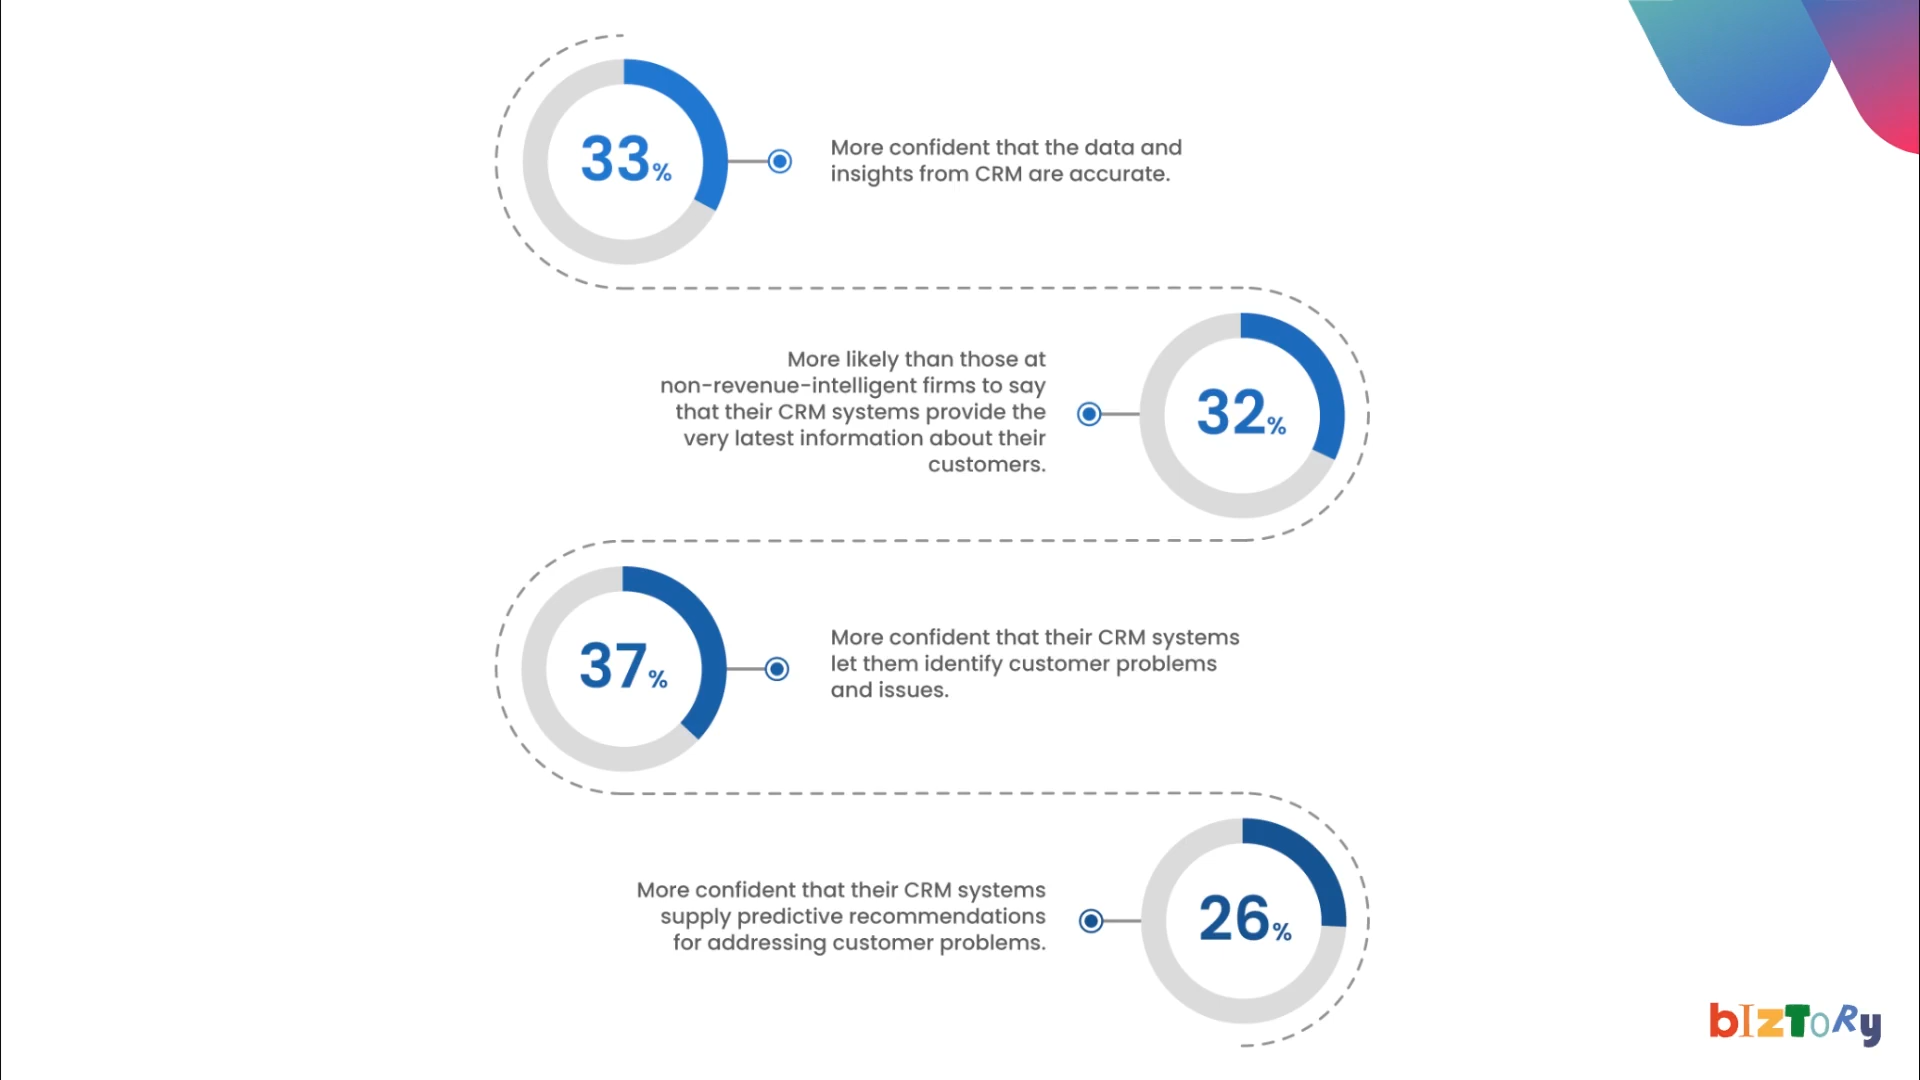 33%
More confident that the data and
insights from CRM are accurate.
More likely than those at
non-revenue-intelligent firms to say
that their CRM systems provide the
very latest information about their
customers.
32%
37%
More confident that their CRM systems
let them identify customer problems
and issues.
More confident that their CRM systems
supply predictive recommendations
for addressing customer problems.
26%
bIzToRy